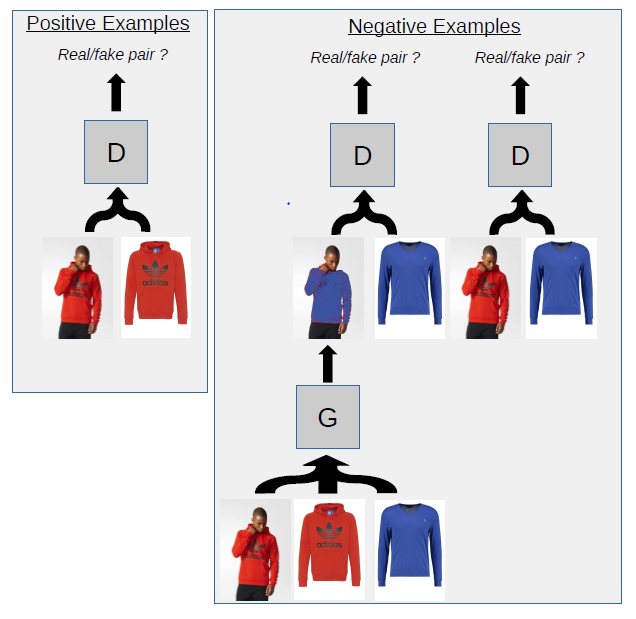 Positive Examples
Real/fake pair ?
D
adidas
Negative Examples
Real/fake pair ?
Real/fake pair ?
D
D
G
adidas